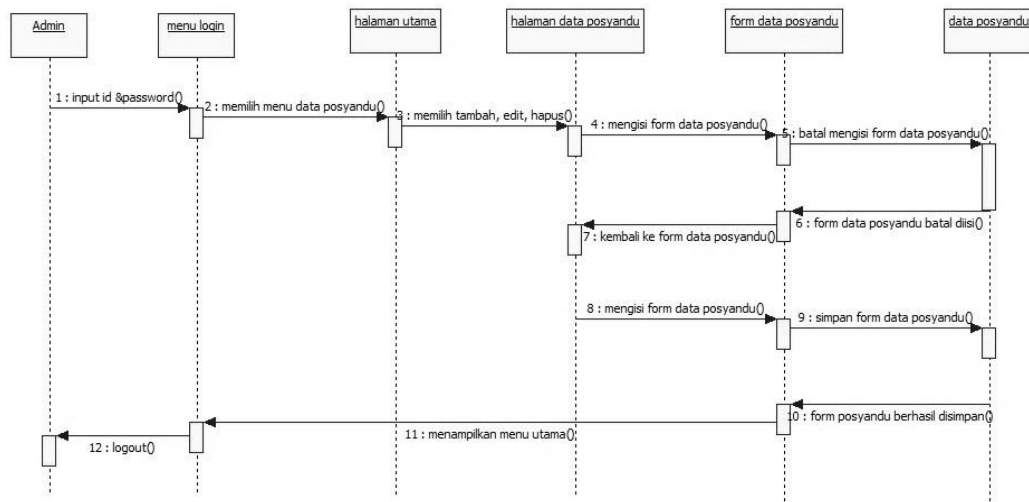 Admin
menu login
halaman utama
halaman data posyandu
form data posyandu
data posyandu
1 : input id &password()
2 : memilih menu data posyandu()
3 : memilih tambah, edit, hapus()
4 : mengisi form data posyandu()
5 : batal mengisi form data posyandu()
6 : form data posyandu batal diisi()
7 : kembali ke form data posyandu()
8 : mengisi form data posyandu()
9 : simpan form data posyandu()
10 : form posyandu berhasil disimpan()
11 : menampilkan menu utama()
12 : logout()